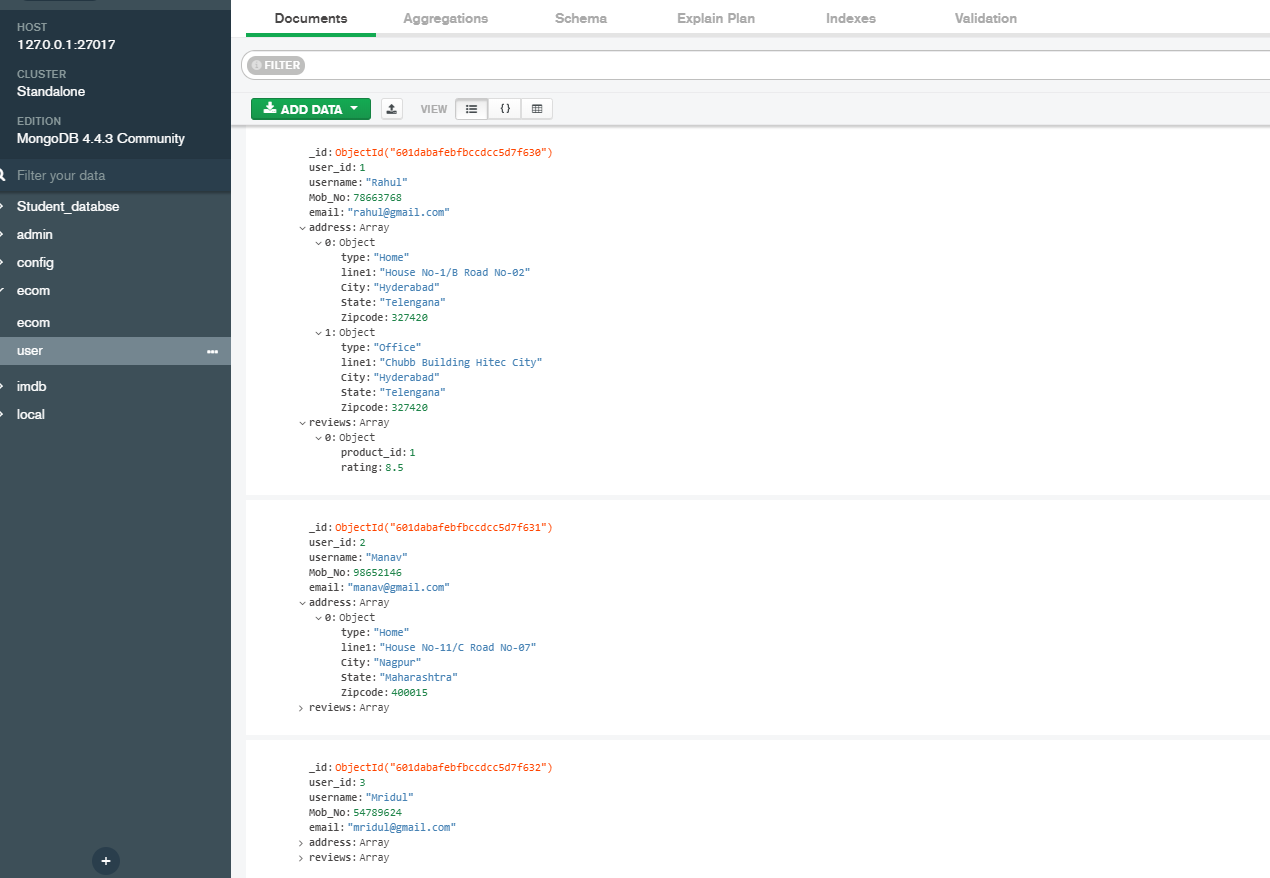 HOST
127.0.0.1:27017
CLUSTER
Standalone
EDITION
MongoDB 4.4.3 Community
Filter your data
Student_databse
admin
config
ecom
ecom
user
imdb
local
Documents
Aggregations
Schema
Explain Plan
Indexes
Validation
FILTER
ADD DATA
VIEW
{}
_id: ObjectId("601dabafebfbccdcc5d7f630")
user_id: 1
username: "Rahul"
Mob_No: 78663768
email: "rahul@gmail.com"
address: Array
0: Object
type: "Home"
line1: "House No-1/B Road No-02"
City: "Hyderabad"
State: "Telengana"
Zipcode: 327420
1: Object
type: "Office"
line1: "Chubb Building Hitec City"
City: "Hyderabad"
State: "Telengana"
Zipcode: 327420
reviews: Array
0: Object
product_id: 1
rating: 8.5
_id: ObjectId("601dabafebfbccdcc5d7f631")
user_id: 2
username: "Manav"
Mob_No: 98652146
email: "manav@gmail.com"
address: Array
0: Object
type: "Home"
line1: "House No-11/C Road No-07"
City: "Nagpur"
State: "Maharashtra"
Zipcode: 400015
reviews: Array
_id: ObjectId("601dabafebfbccdcc5d7f632")
user_id: 3
username: "Mridul"
Mob_No: 54789624
email: "mridul@gmail.com"
address: Array
reviews: Array